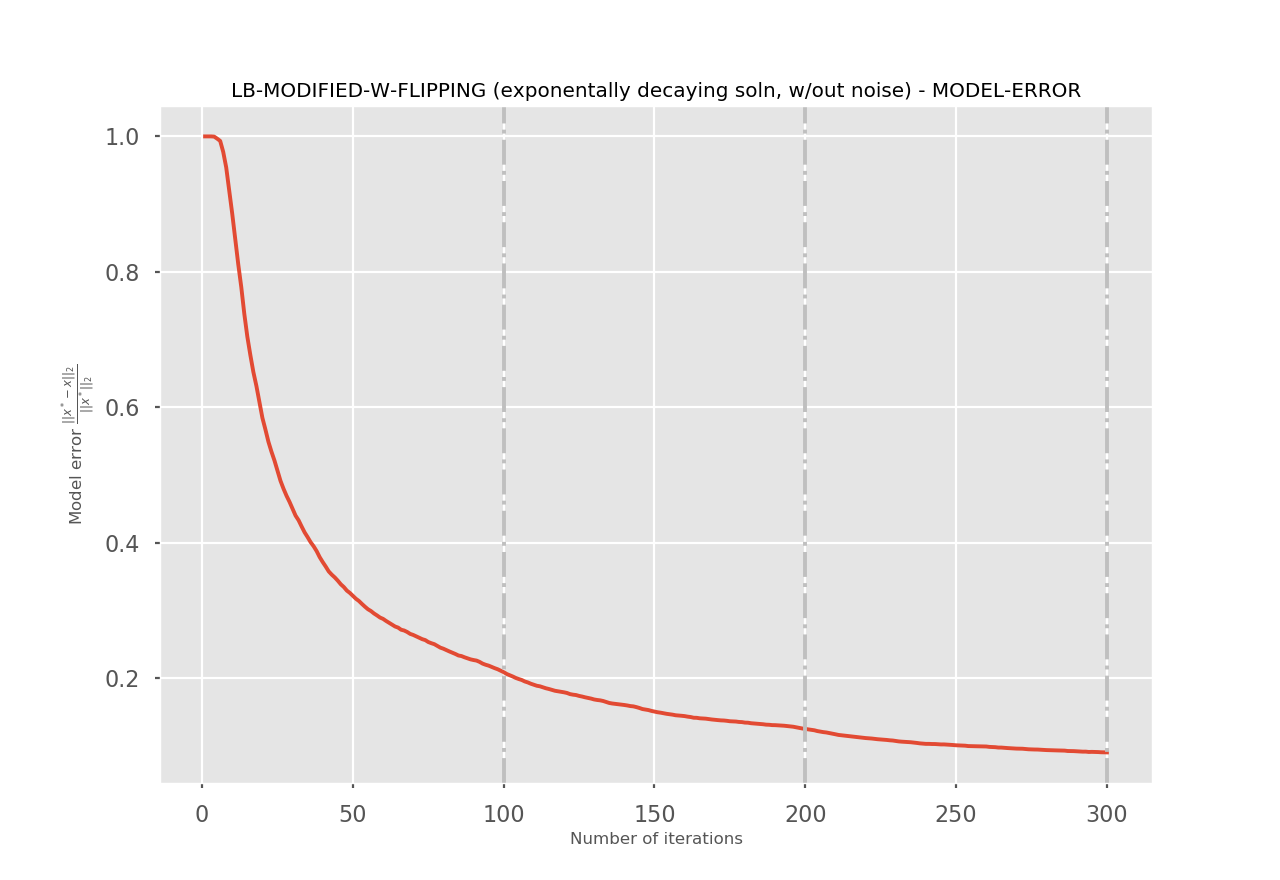 LB-MODIFIED-W-FLIPPING (exponentially decaying soln, w/out noise) - MODEL-ERROR
1.0
0.8
0.6
0.4
0.2
Model error ||x* − x||₂ / ||x*||₂
0 50 100 150 200 250 300
Number of iterations